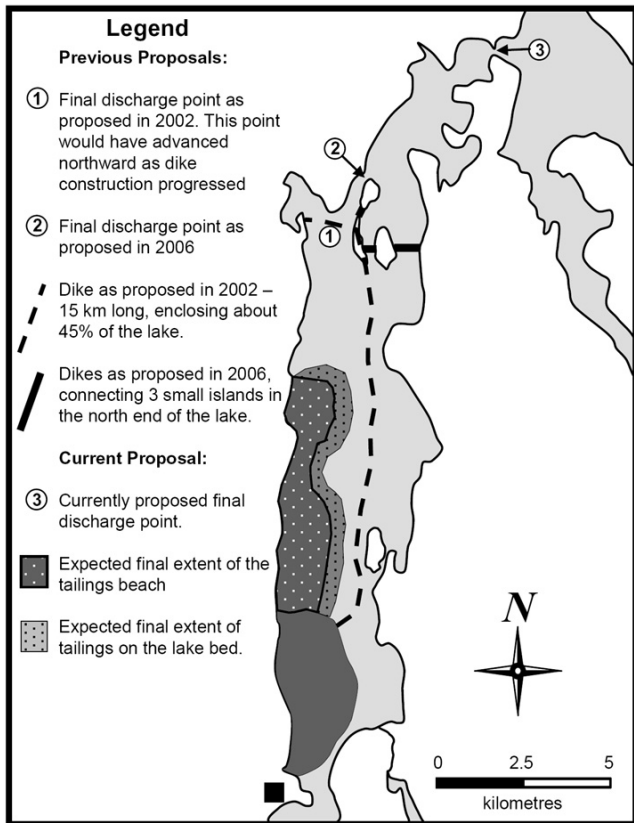 Legend
Previous Proposals:
1 Final discharge point as
proposed in 2002. This point
would have advanced
northward as dike
construction progressed
2 Final discharge point as
proposed in 2006
Dike as proposed in 2002 –
15 km long, enclosing about
45% of the lake.
Dikes as proposed in 2006,
connecting 3 small islands in
the north end of the lake.
Current Proposal:
3 Currently proposed final
discharge point.
Expected final extent of the
tailings beach
Expected final extent of
tailings on the lake bed.
3
2
1
N
0 2.5 5
kilometres